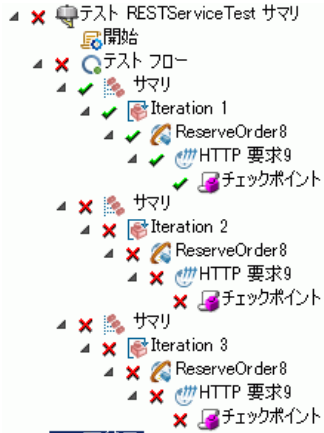 テスト RESTServiceTest サマリ
開始
テスト フロー
サマリ
Iteration 1
ReserveOrder8
HTTP 要求9
チェックポイント
サマリ
Iteration 2
ReserveOrder8
HTTP 要求9
チェックポイント
サマリ
Iteration 3
ReserveOrder8
HTTP 要求9
チェックポイント